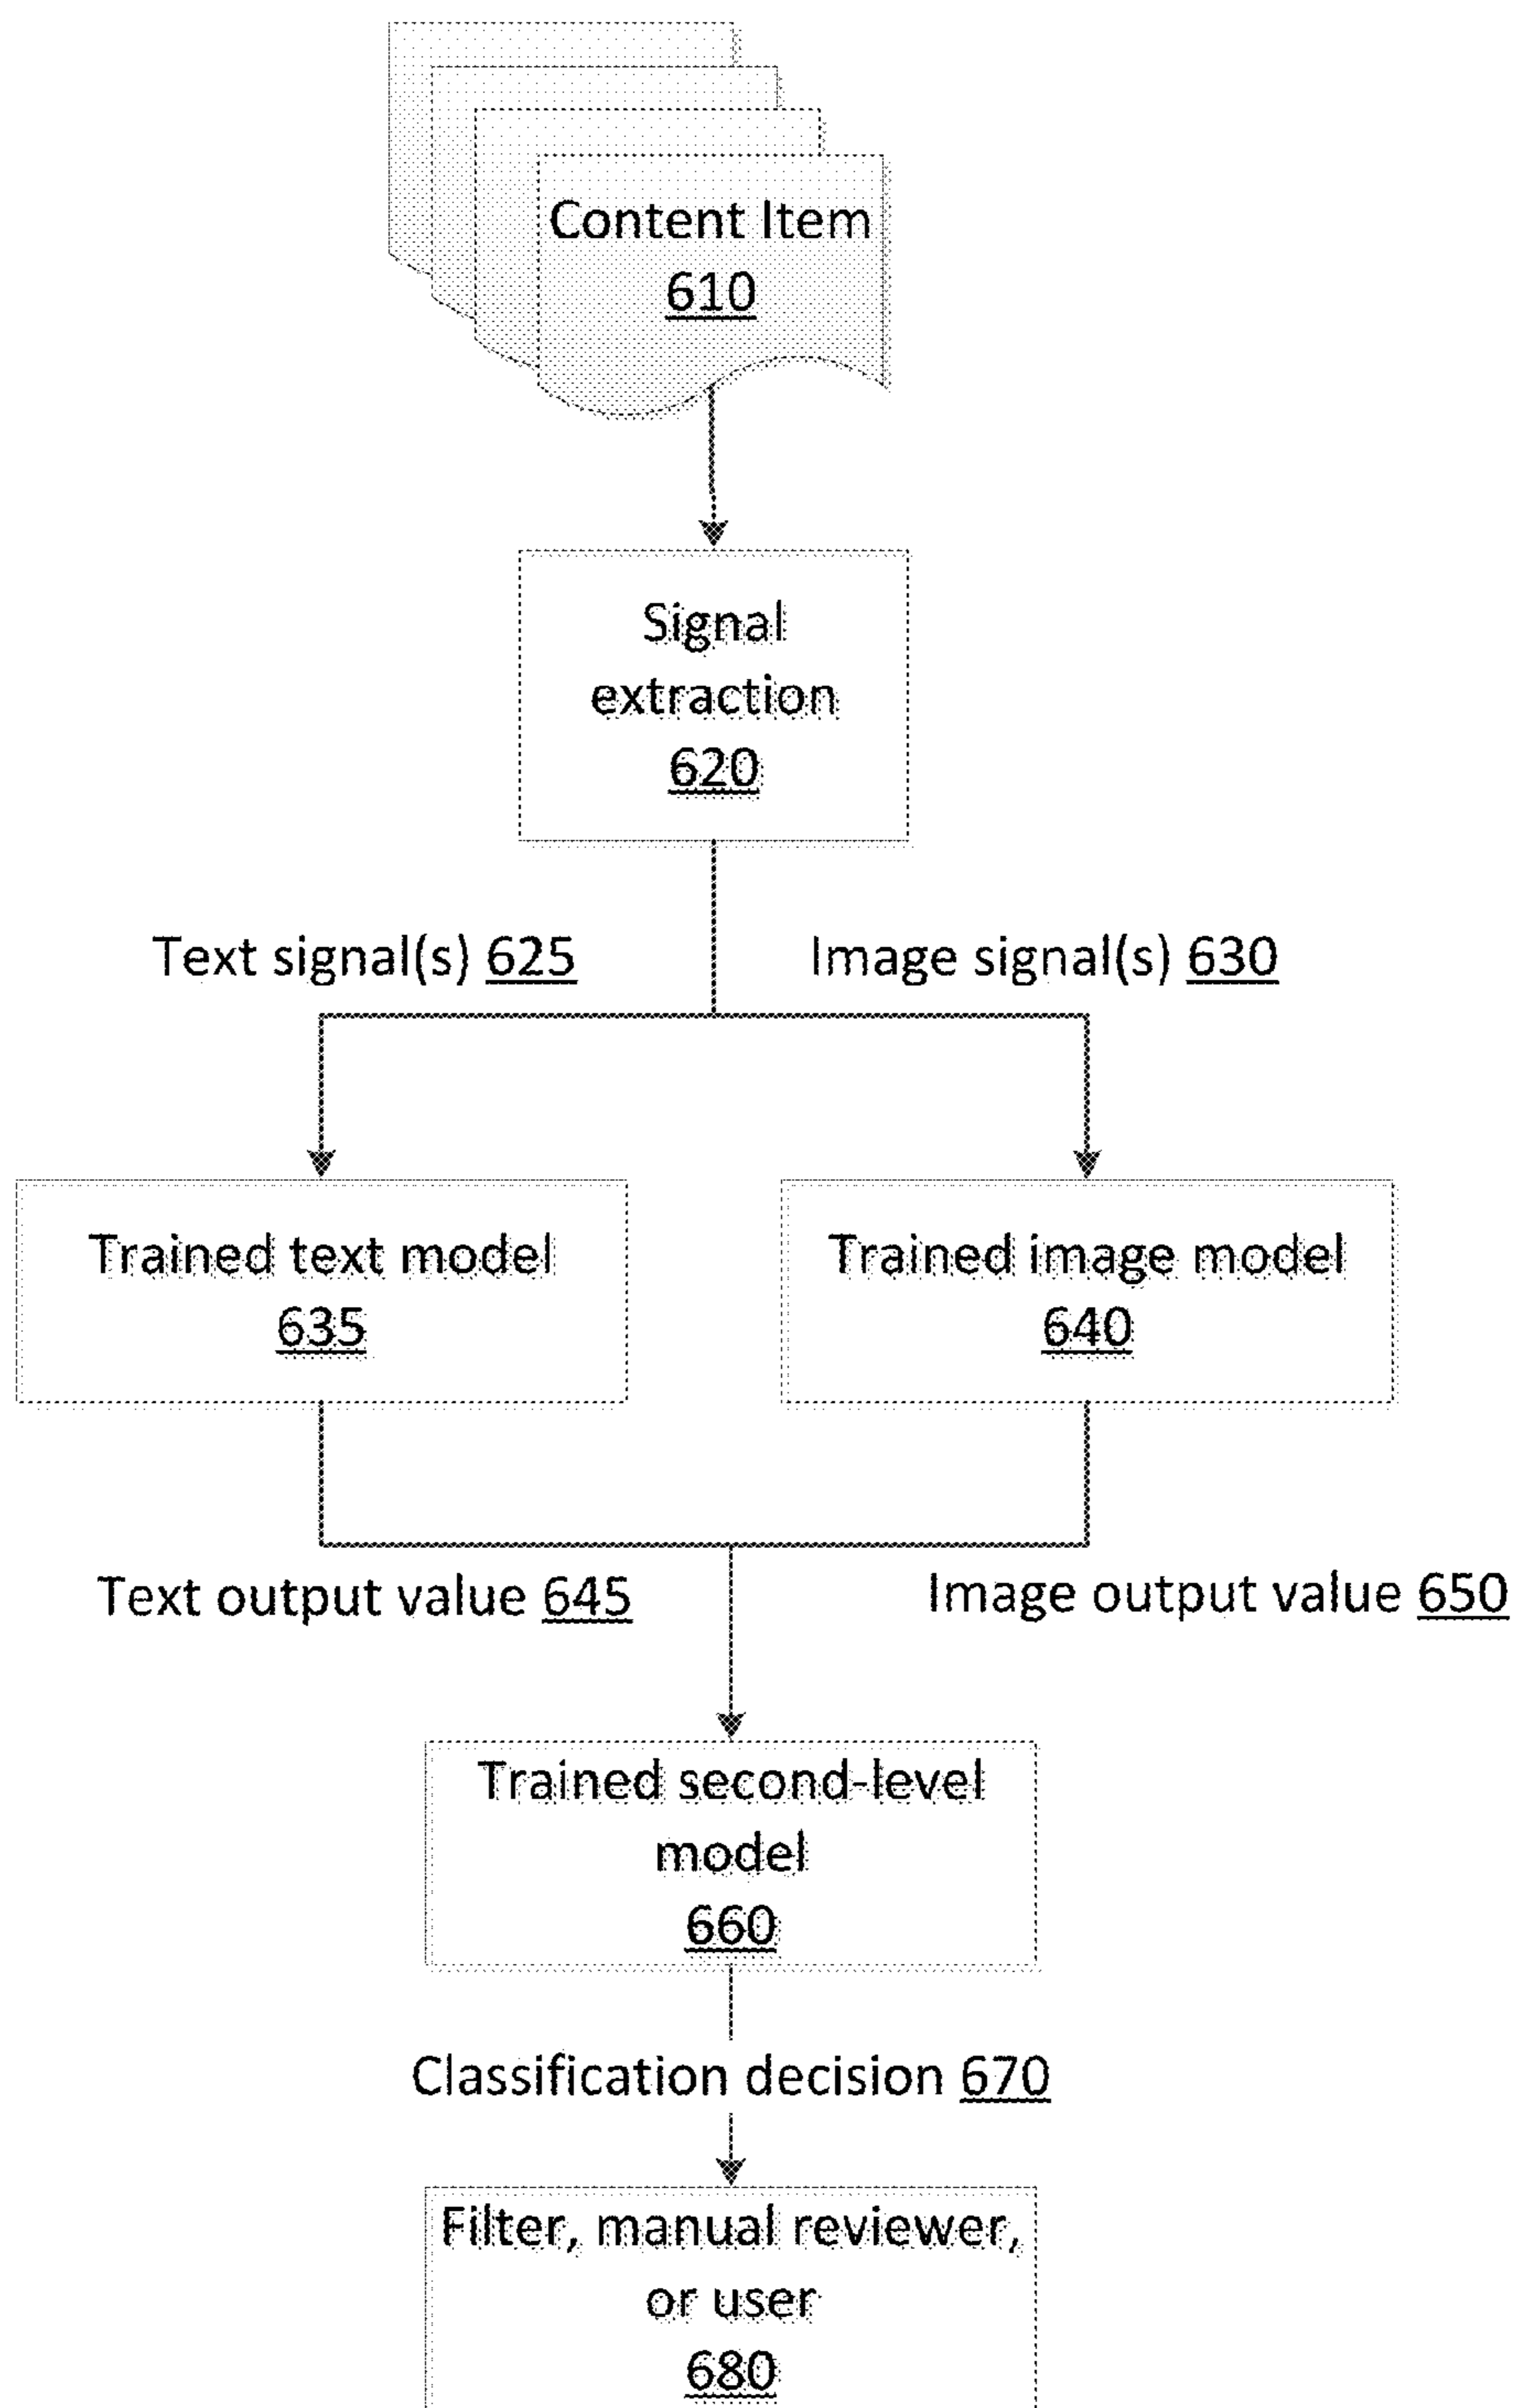 Content Item
610
Signal
extraction
620
Text signal(s) 625
Image signal(s) 630
Trained text model
635
Trained image model
640
Text output value 645
Image output value 650
Trained second-level
model
660
Classification decision 670
Filter, manual reviewer,
or user
680